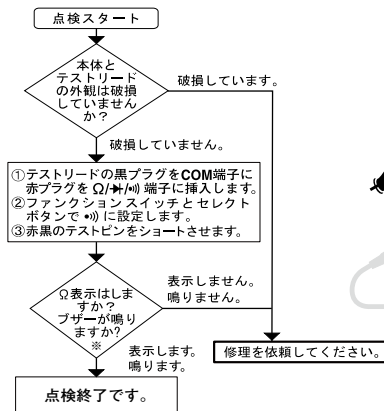 点検スタート
本体と
テストリード
の外観は破損
していません
か？
破損しています。
破損していません。
①テストリードの黒プラグをCOM端子に
赤プラグを Ω/➔/•))) 端子に挿入します。
②ファンクションスイッチとセレクト
ボタンで •))) に設定します。
③赤黒のテストピンをショートさせます。
Ω表示はしま
すか？
ブザーが鳴り
ますか?
※
表示しません。
鳴りません。
表示します。
鳴ります。
修理を依頼してください。
点検終了です。